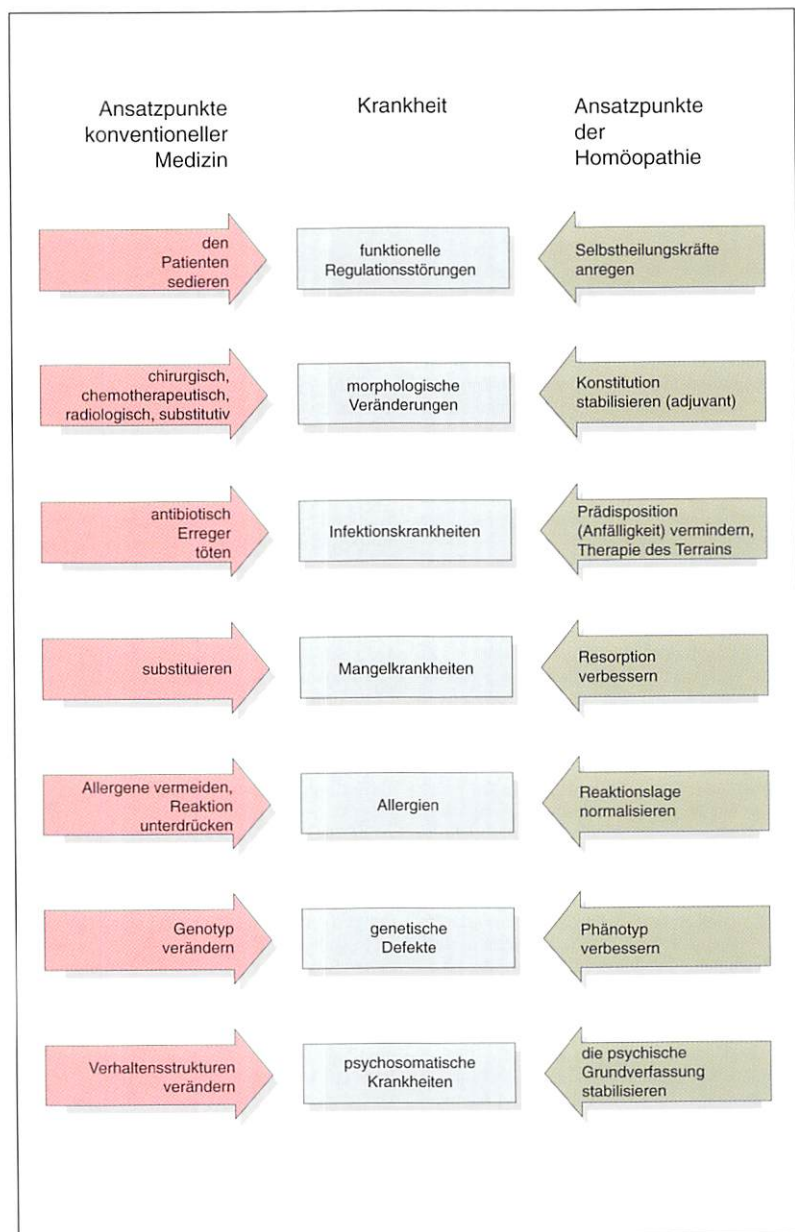 Ansatzpunkte
konventioneller
Medizin
Krankheit
Ansatzpunkte
der
Homöopathie
den
Patienten
sedieren
funktionelle
Regulationsstörungen
Selbstheilungskräfte
anregen
chirurgisch,
chemotherapeutisch,
radiologisch, substitutiv
morphologische
Veränderungen
Konstitution
stabilisieren (adjuvant)
antibiotisch
Erreger
töten
Infektionskrankheiten
Prädisposition
(Anfälligkeit) vermindern,
Therapie des Terrains
substituieren
Mangelkrankheiten
Resorption
verbessern
Allergene vermeiden,
Reaktion
unterdrücken
Allergien
Reaktionslage
normalisieren
Genotyp
verändern
genetische
Defekte
Phänotyp
verbessern
Verhaltensstrukturen
verändern
psychosomatische
Krankheiten
die psychische
Grundverfassung
stabilisieren